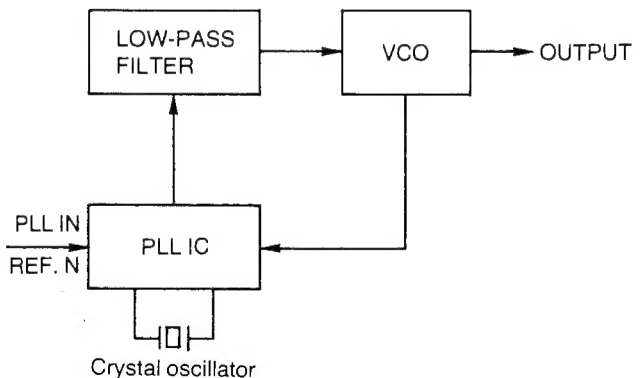 LOW-PASS
FILTER
VCO
OUTPUT
PLL IN
REF. N
PLL IC
Crystal oscillator